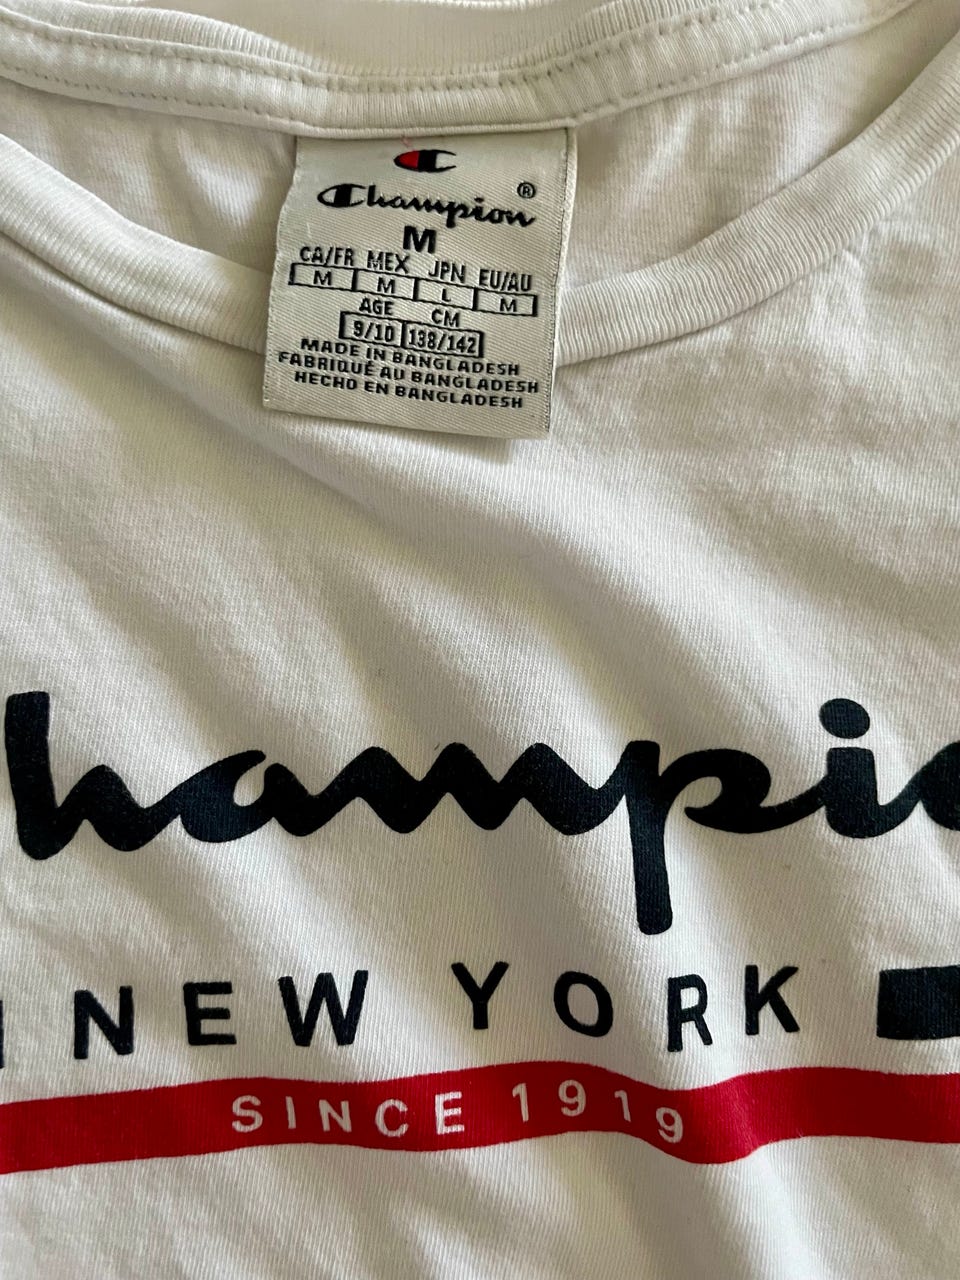 Champion®
M
CA/FR MEX JPN EU/AU
M M L M
AGE CM
9/10 138/142
MADE IN BANGLADESH
FABRIQUÉ AU BANGLADESH
HECHO EN BANGLADESH
hampio
NEW YORK
SINCE 1919